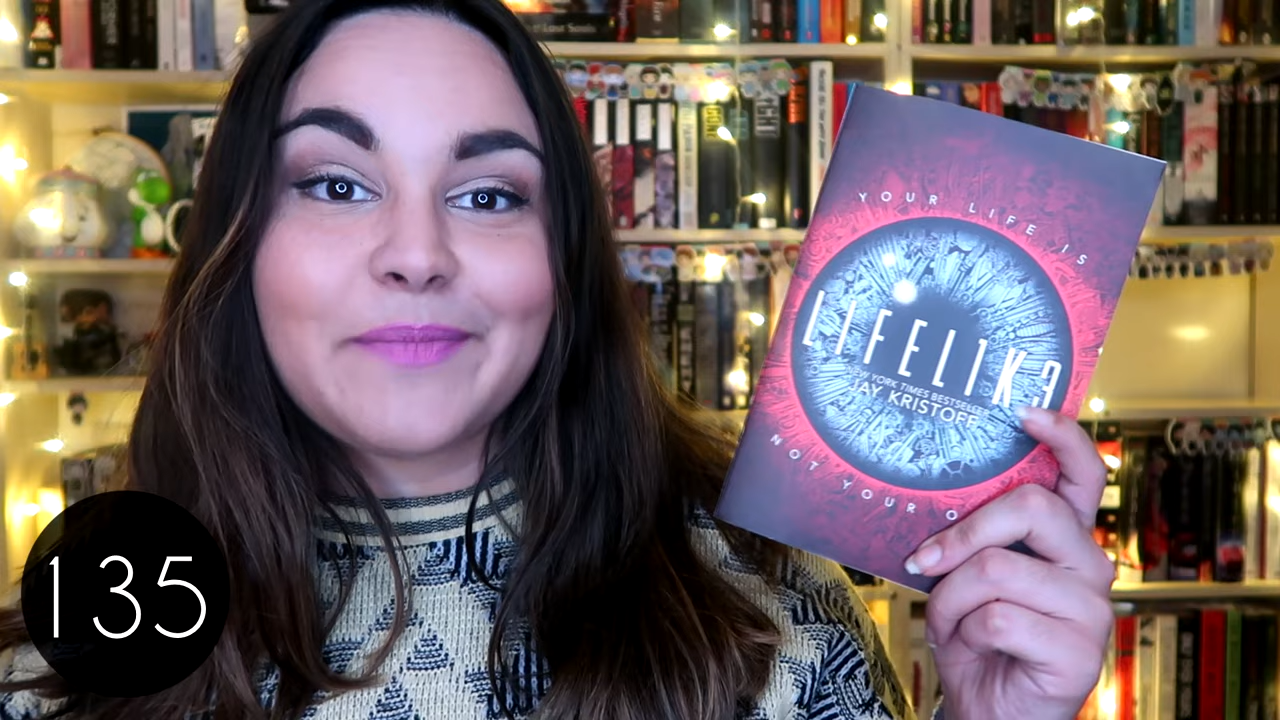 YOUR LIFE IS
LIFEL1K3
NEW YORK TIMES BESTSELLER
JAY KRISTOFF
NOT YOUR O
135